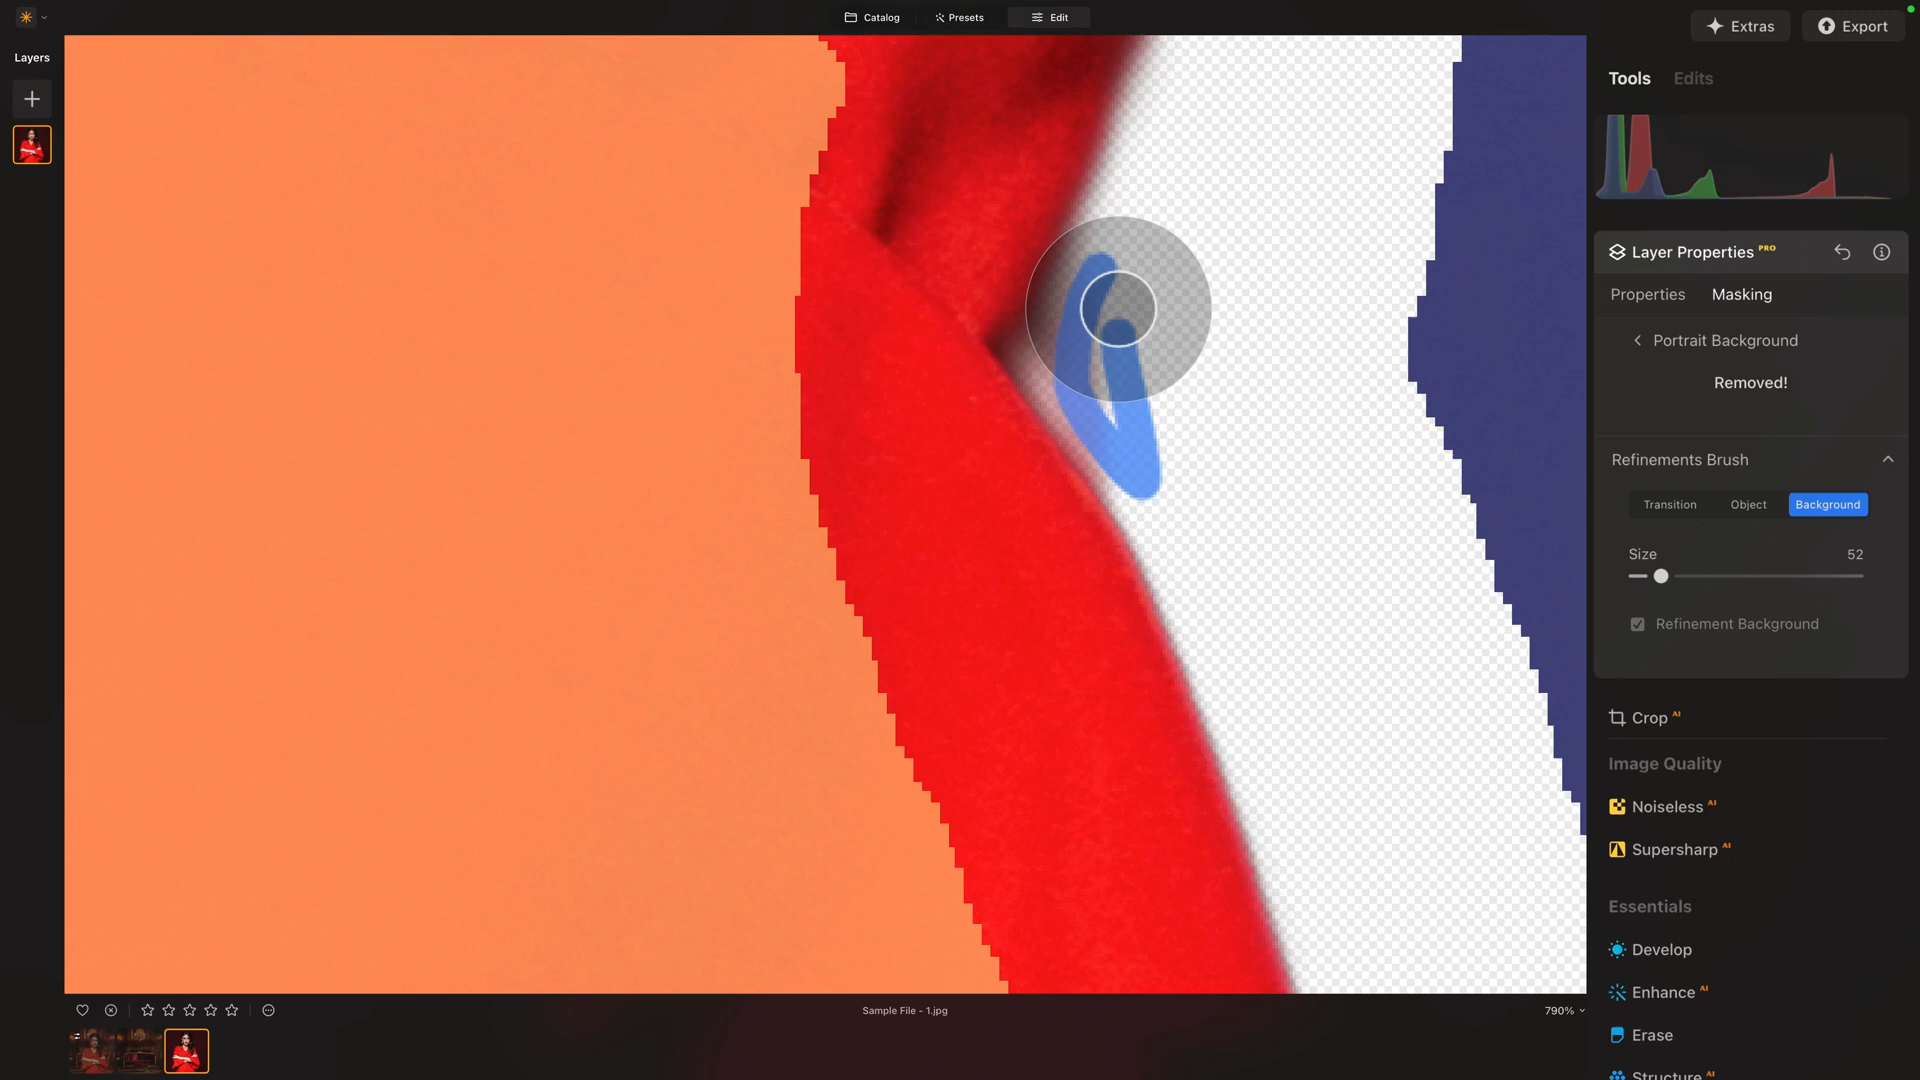 Catalog
Presets
Edit
Extras
Export
Layers
Tools
Edits
Layer Properties PRO
Properties
Masking
Portrait Background
Removed!
Refinements Brush
Transition
Object
Background
Size
52
Refinement Background
Crop AI
Image Quality
Noiseless AI
Supersharp AI
Essentials
Develop
Enhance AI
Erase
Structure AI
Sample File - 1.jpg
790%